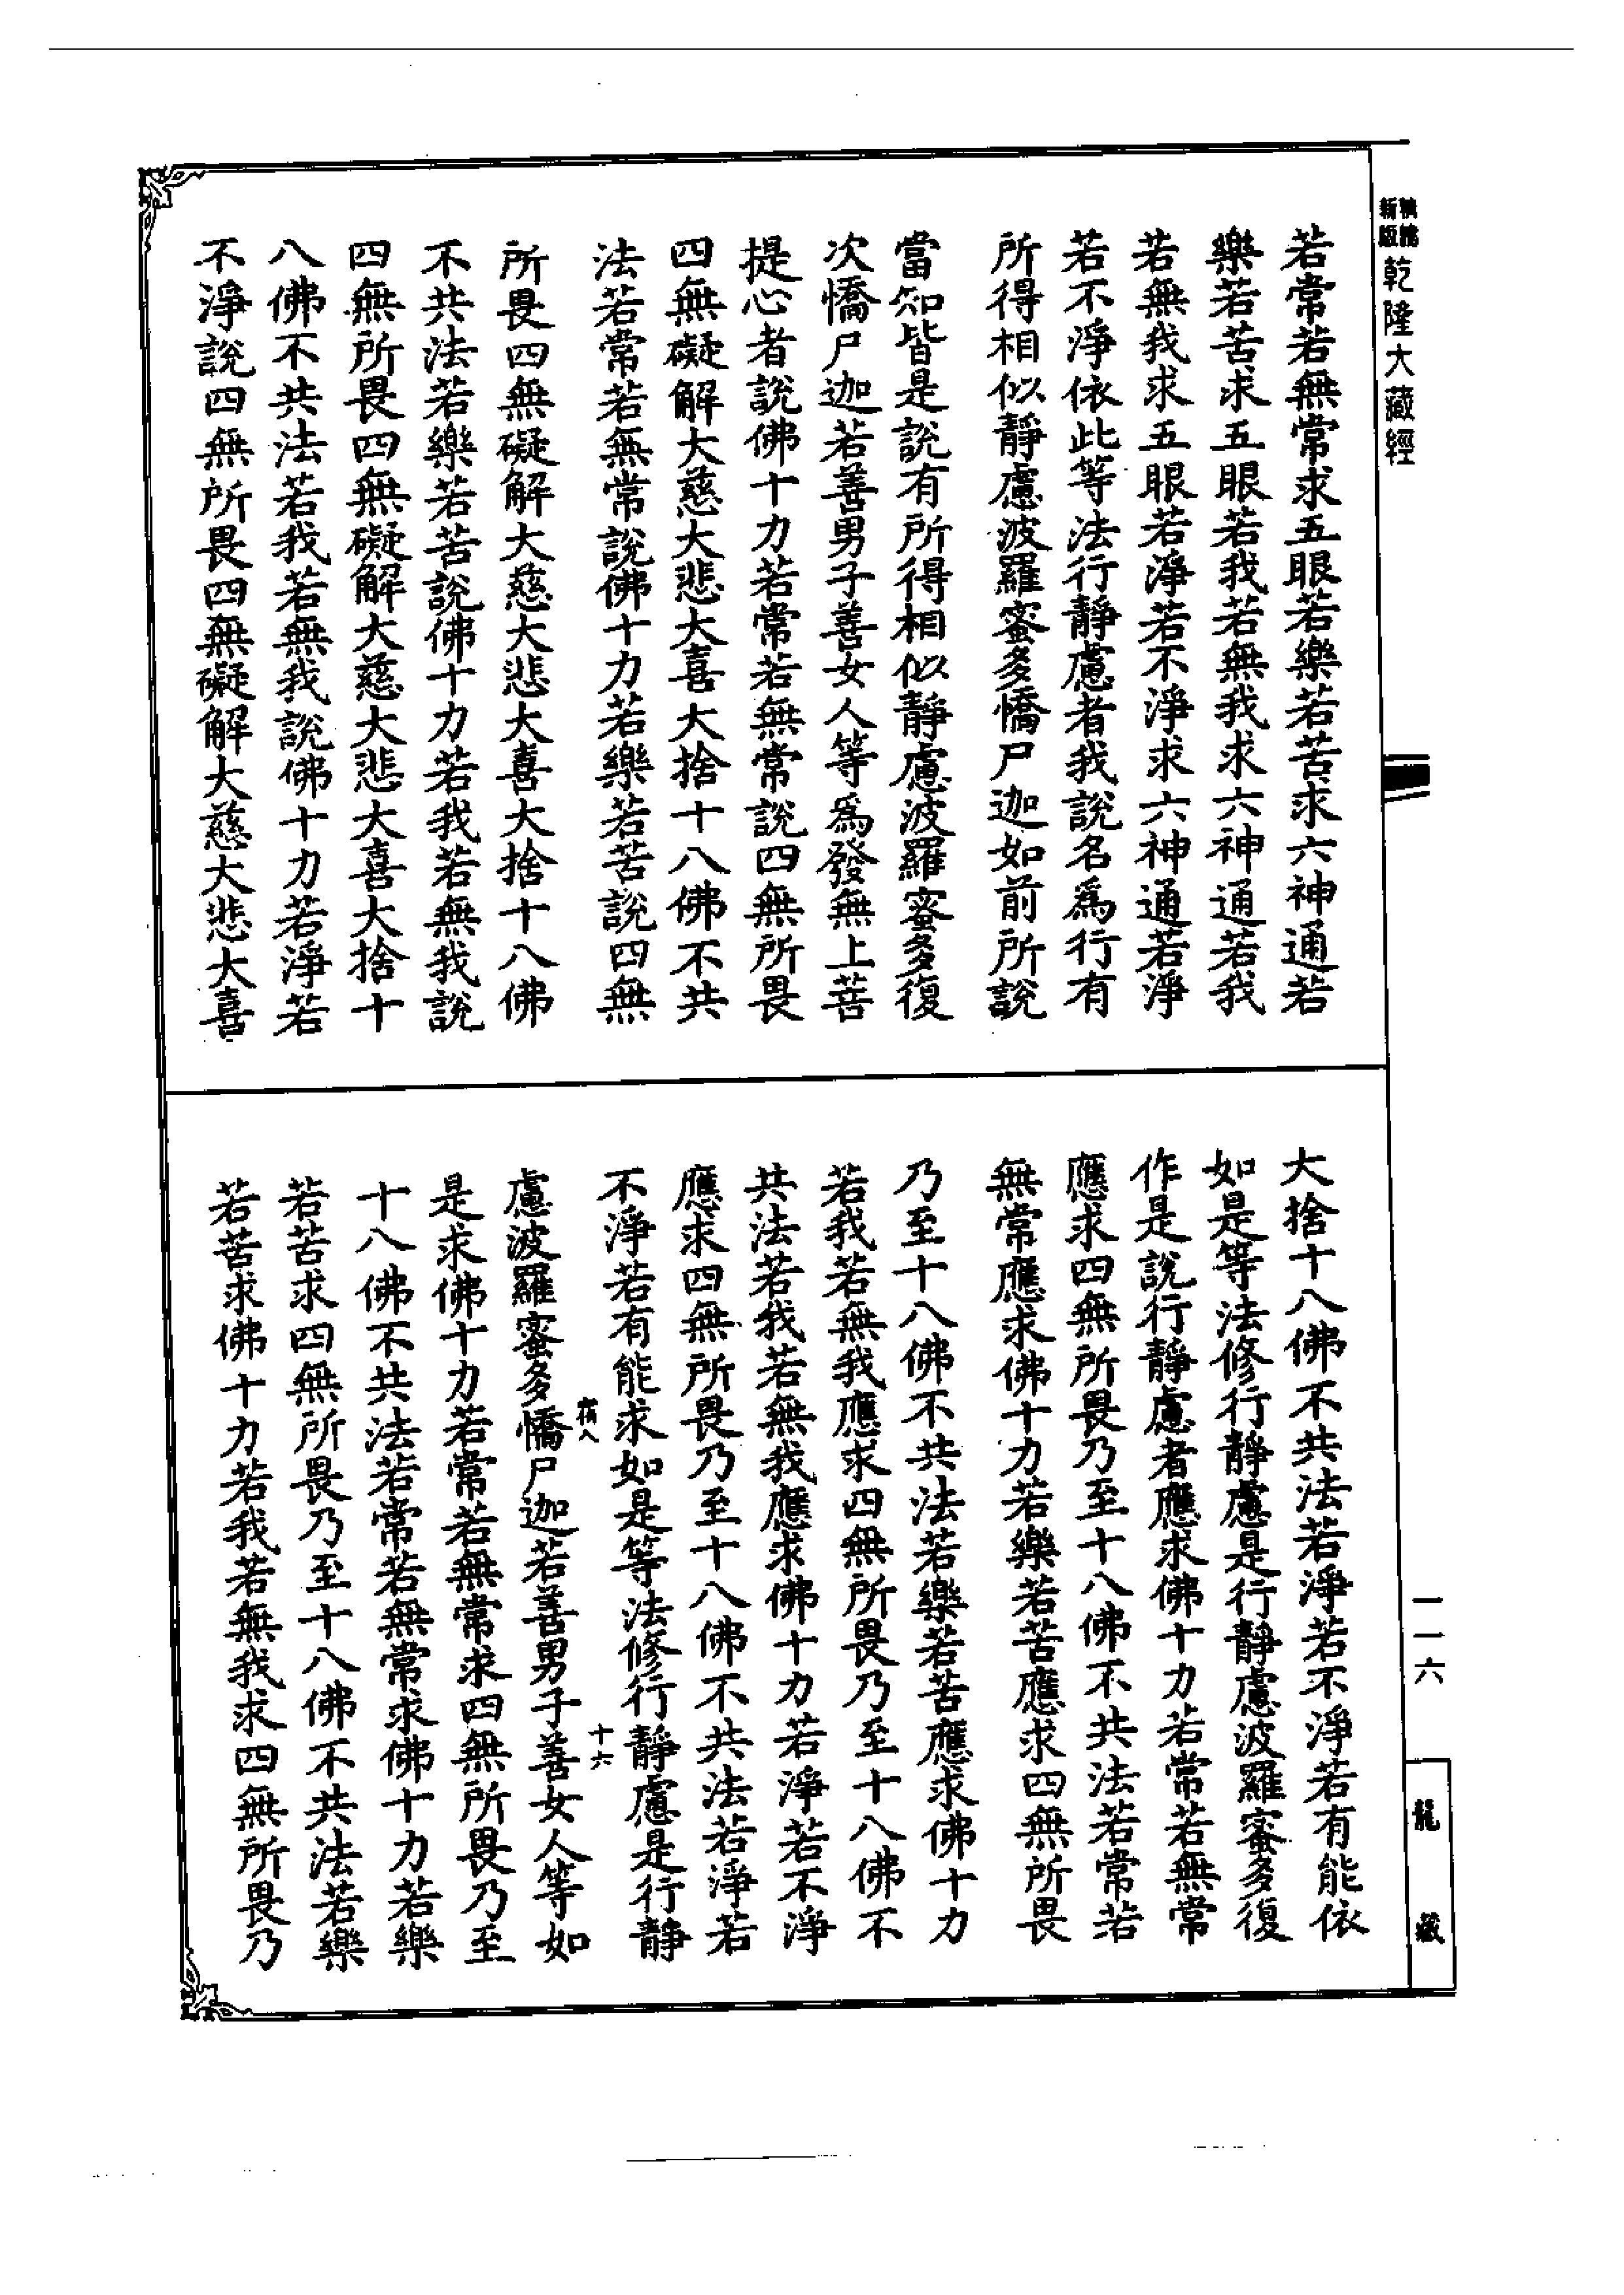 新版
乾隆大藏經
若常若無常求五眼若樂若苦求六神通若
樂若苦求五眼若我若無我求六神通若我
若無我求五眼若淨若不淨求六神通若淨
若不淨依此等法行靜慮者我說名爲行有
所得相似靜慮波羅蜜多憍尸迦如前所說
當知皆是說有所得相似靜慮波羅蜜多復
次憍尸迦若善男子善女人等爲發無上菩
提心者說佛十力若常若無常說四無所畏
四無礙解大慈大悲大喜大捨十八佛不共
法若常若無常說佛十力若樂若苦說四無
所畏四無礙解大慈大悲大喜大捨十八佛
不共法若樂若苦說佛十力若我若無我說
四無所畏四無礙解大慈大悲大喜大捨十
八佛不共法若我若無我說佛十力若淨若
不淨說四無所畏四無礙解大慈大悲大喜
大捨十八佛不共法若淨若不淨若有能依
如是等法修行靜慮是行靜慮波羅蜜多復
作是說行靜慮者應求佛十力若常若無常
應求四無所畏乃至十八佛不共法若常若
無常應求佛十力若樂若苦應求四無所畏
乃至十八佛不共法若樂若苦應求佛十力
若我若無我應求四無所畏乃至十八佛不
共法若我若無我應求佛十力若淨若不淨
應求四無所畏乃至十八佛不共法若淨若
不淨若有能求如是等法修行靜慮是行靜
十六
慮波羅蜜多憍尸迦若善男子善女人等如
是求佛十力若常若無常求四無所畏乃至
十八佛不共法若常若無常求佛十力若樂
若苦求四無所畏乃至十八佛不共法若樂
若苦求佛十力若我若無我求四無所畏乃
一一六
龍藏